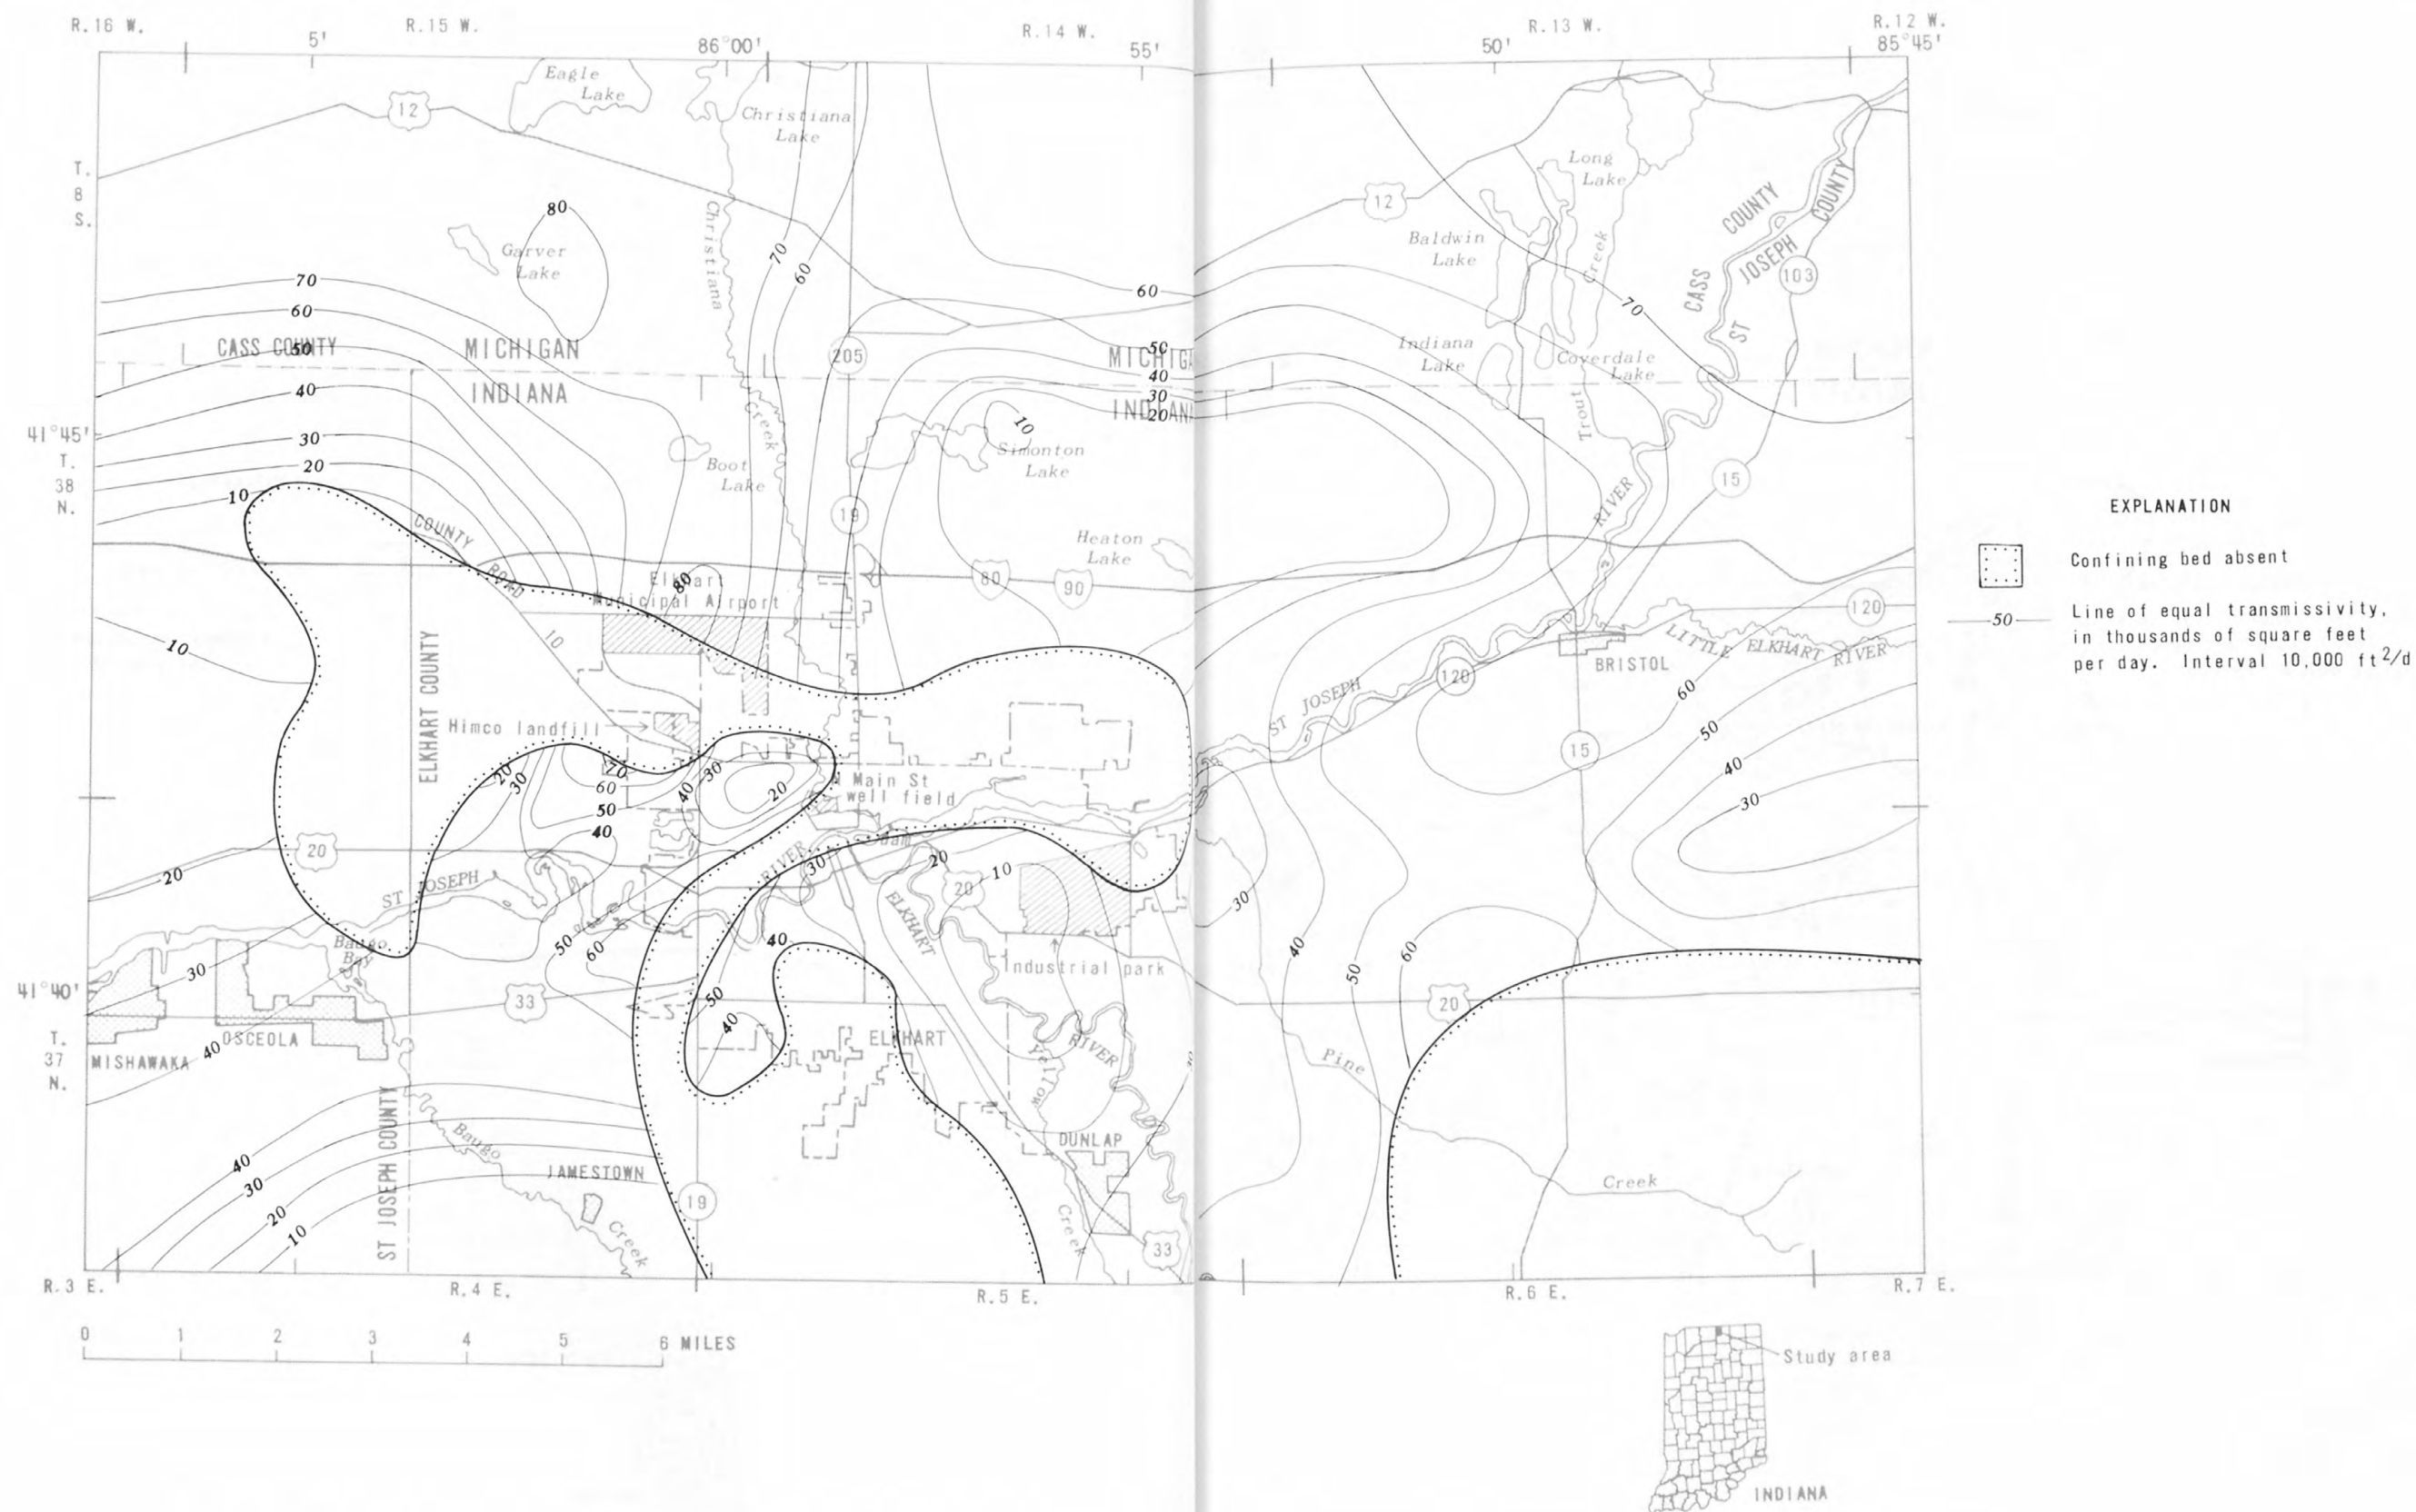 R.16 W.
5'
R.15 W.
86°00'
R.14 W.
55'
50'
R.13 W.
R.12 W.
85°45'
Eagle
Lake
12
Christiana
Lake
Long
Lake
T.
8
S.
12
COUNTY
COUNTY
80
Christiana
Garver
Lake
Baldwin
Lake
Creek
CASS
ST
JOSEPH
103
70
60
70
60
60
70
CASS COUNTY
50
MICHIGAN
205
50
MICHIG
Indiana
Lake
Coverdale
Lake
40
INDIANA
40
30
20
INDIAN
41°45'
T.
38
N.
30
20
10
Creek
Boot
Lake
10
Simonton
Lake
Trout
15
EXPLANATION
Confining bed absent
50
Line of equal transmissivity,
in thousands of square feet
per day. Interval 10,000 ft2/d
COUNTY
ROAD
19
Heaton
Lake
RIVER
Elkhart
Municipal Airport
80
80
90
120
10
10
ELKHART COUNTY
BRISTOL
LITTLE ELKHART RIVER
120
60
ST JOSEPH
Himco landfill
50
15
40
30
20
30
70
60
50
40
40
30
20
Main St
well field
20
20
ST JOSEPH
RIVER
30
Dam
20
10
20
ELKHART
30
Baugo
Bay
50
60
40
40
50
60
41°40'
30
33
50
40
Industrial park
20
T.
37
N.
MISHAWAKA
40
OSCEOLA
ELKHART
Yellow
RIVER
Pine
ST JOSEPH COUNTY
Baugo
JAMESTOWN
DUNLAP
Creek
40
30
20
10
Creek
19
Creek
33
R.3 E.
R.4 E.
R.5 E.
R.6 E.
R.7 E.
0 1 2 3 4 5 6 MILES
Study area
INDIANA